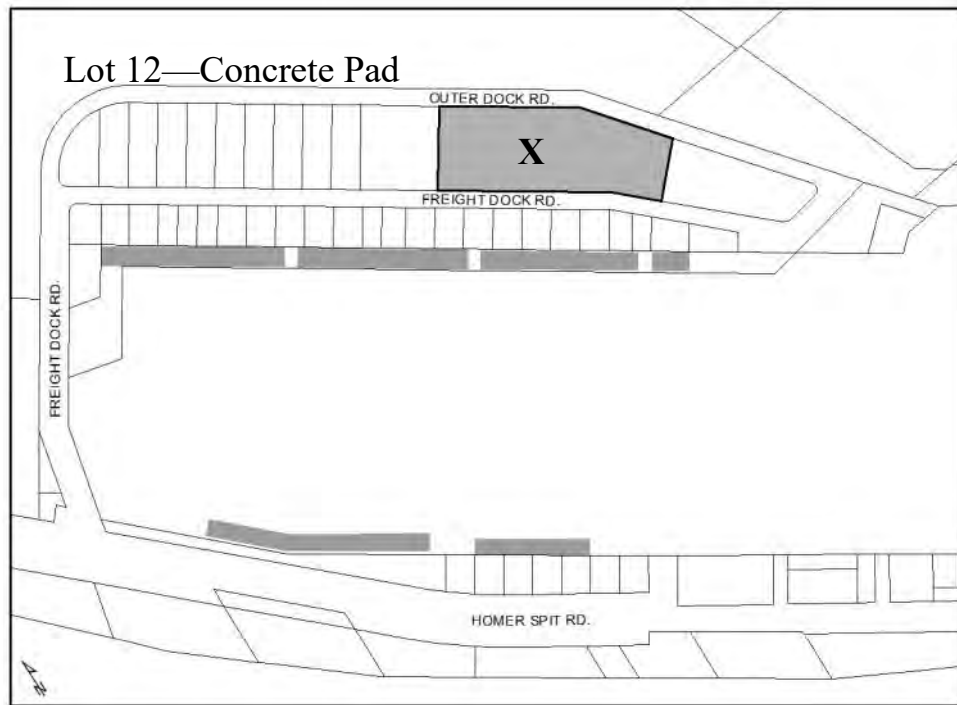 Lot 12—Concrete Pad
OUTER DOCK RD.
X
FREIGHT DOCK RD.
FREIGHT DOCK RD.
HOMER SPIT RD.
N